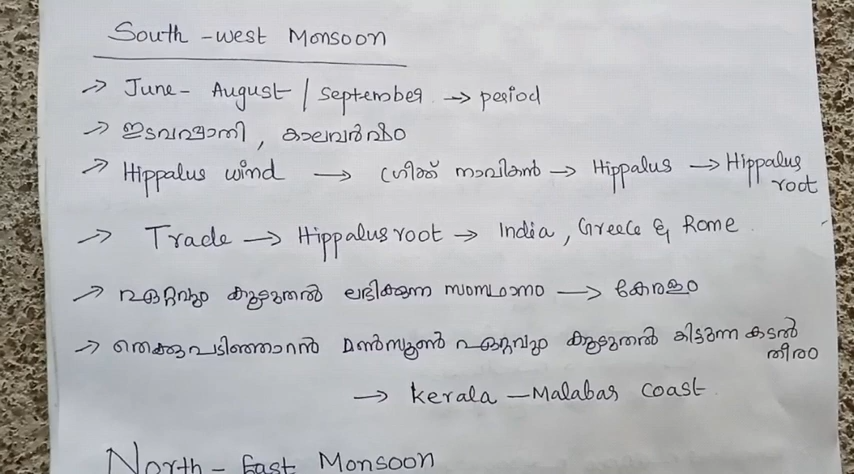 South - west Monsoon
→ June - August / September → period
→ ഇടവപ്പാതി, കാലവർഷം
→ Hippalus wind → ഗ്രീക്ക് നാവികൻ → Hippalus → Hippalus root
→ Trade → Hippalus root → India, Greece & Rome
→ ഏറ്റവും കൂടുതൽ ലഭിക്കുന്ന സംസ്ഥാനം → കേരളം
→ തെക്കുപടിഞ്ഞാറൻ മൺസൂൺ ഏറ്റവും കൂടുതൽ കിട്ടുന്ന കടൽ തീരം
→ Kerala - Malabar coast
North - East Monsoon